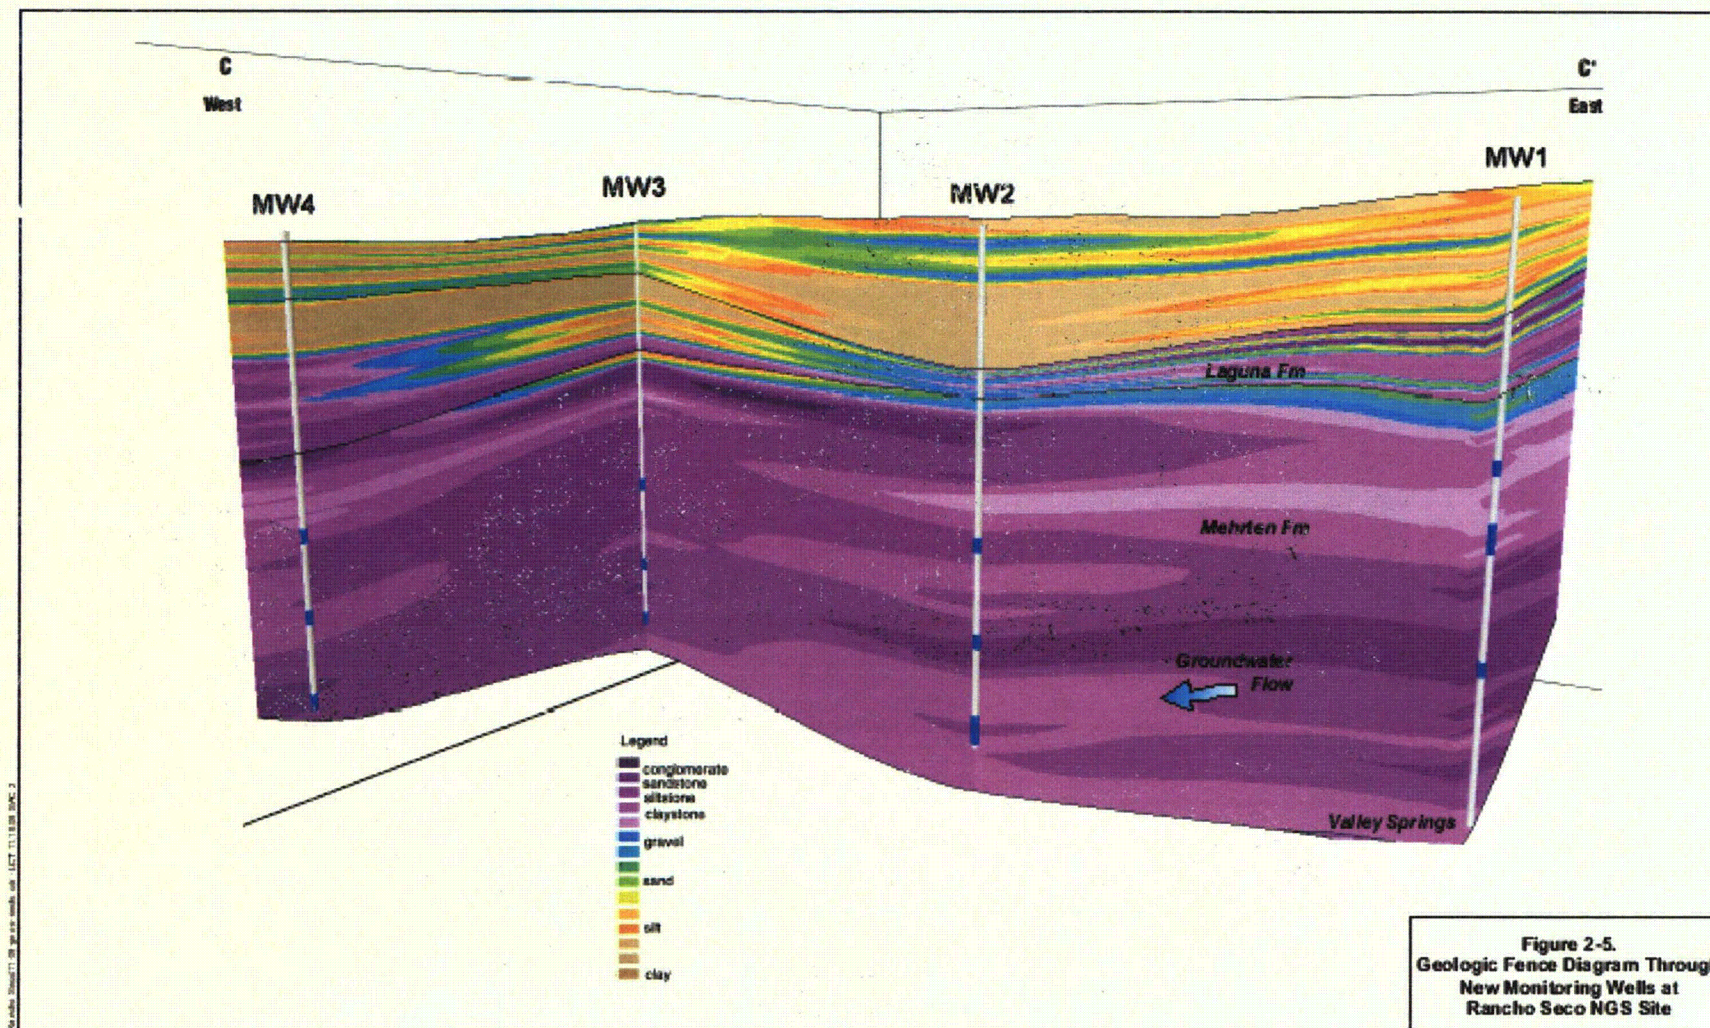 C
West
C'
East
MW4
MW3
MW2
MW1
Laguna Fm
Mehrten Fm
Groundwater
Flow
Valley Springs
Legend
conglomerate
sandstone
siltstone
claystone
gravel
sand
silt
clay
Figure 2-5.
Geologic Fence Diagram Throug
New Monitoring Wells at
Rancho Seco NGS Site